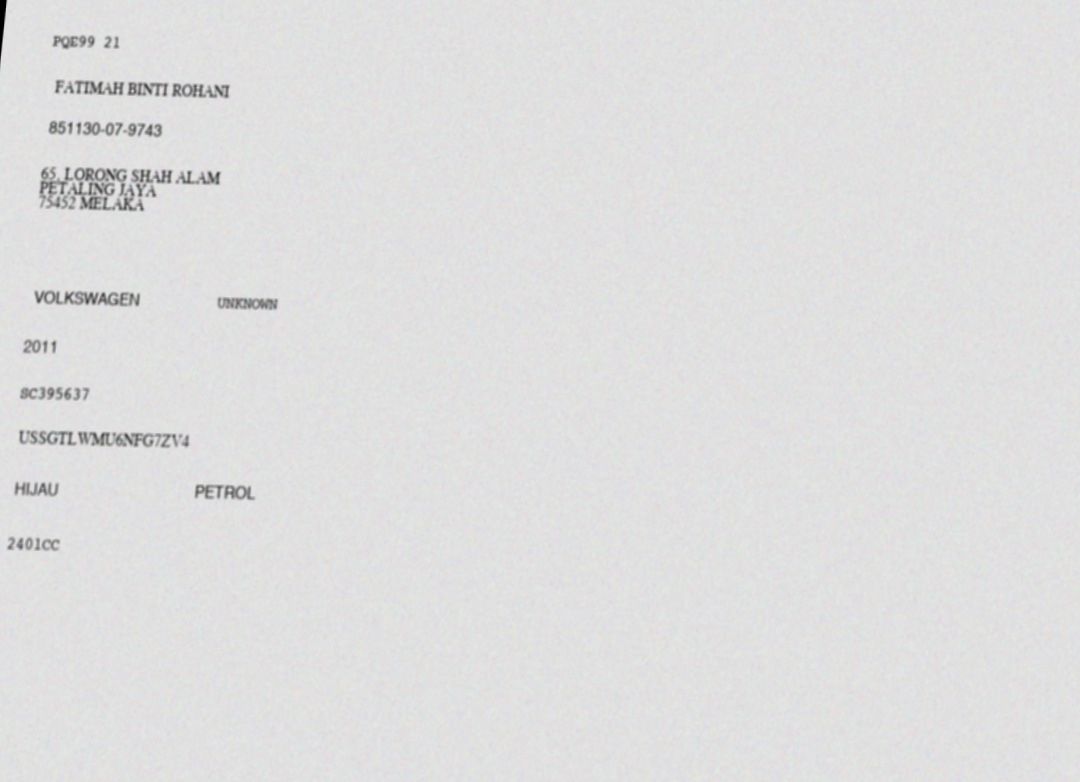 PQE99 21
FATIMAH BINTI ROHANI
851130-07-9743
65, LORONG SHAH ALAM
PETALING JAYA
75452 MELAKA
VOLKSWAGEN UNKNOWN
2011
SC395637
USSGTLWMU6NFG7ZV4
HIJAU PETROL
2401CC